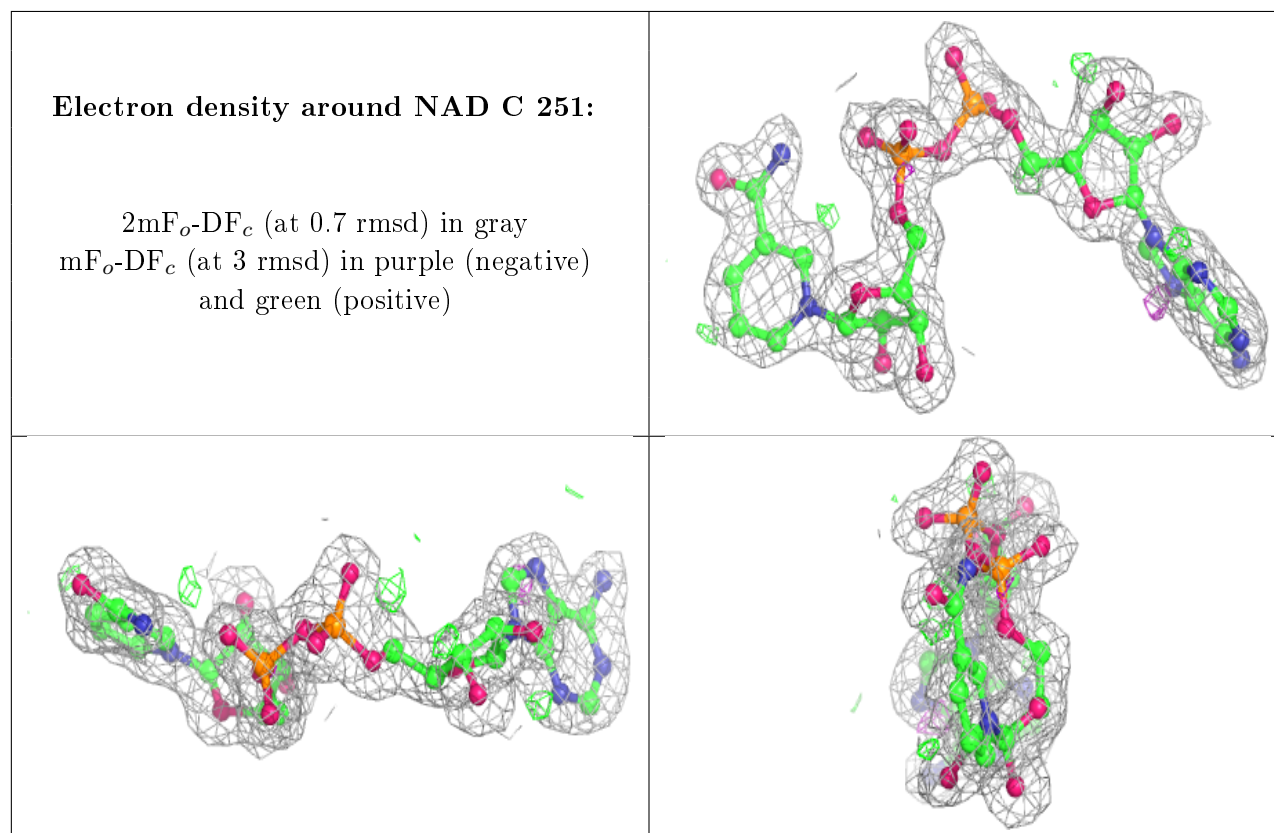 Electron density around NAD C 251:
2mFo-DFc (at 0.7 rmsd) in gray
mFo-DFc (at 3 rmsd) in purple (negative)
and green (positive)